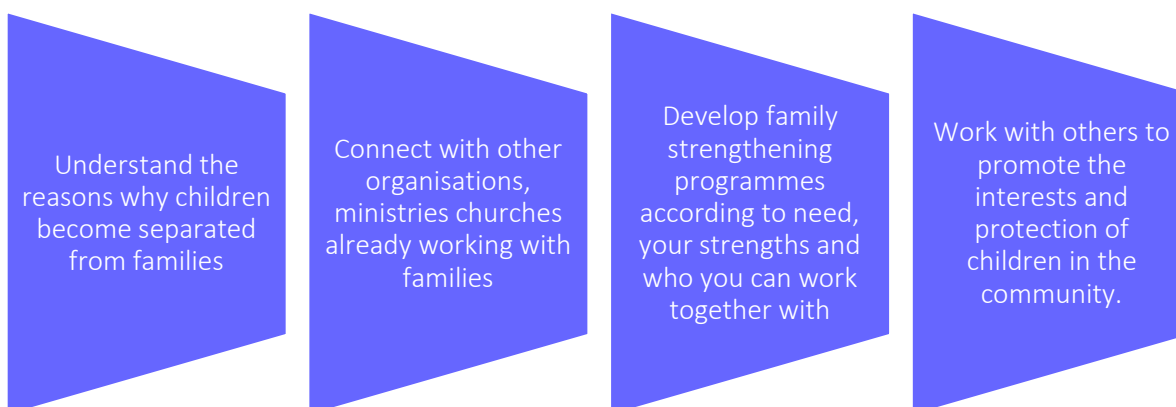 Understand the
reasons why children
become separated
from families
Connect with other
organisations,
ministries churches
already working with
families
Develop family
strengthening
programmes
according to need,
your strengths and
who you can work
together with
Work with others to
promote the
interests and
protection of
children in the
community.